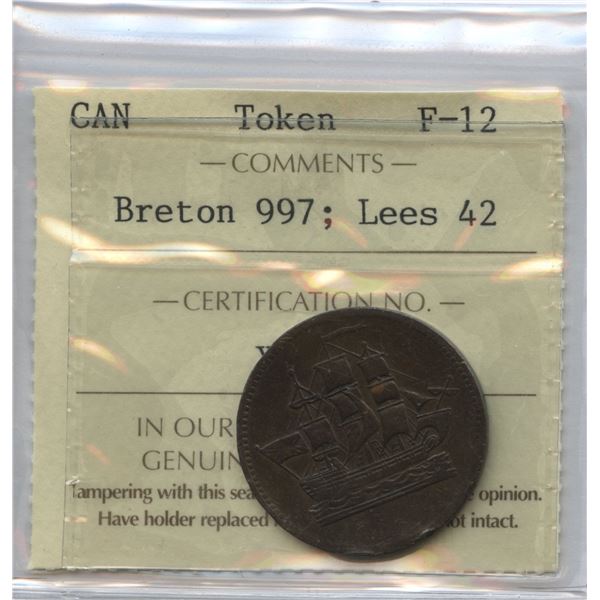 CAN Token F-12
— COMMENTS —
Breton 997; Lees 42
— CERTIFICATION NO. —
IN OUR
GENUIN
Tampering with this sea opinion.
Have holder replaced ot intact.